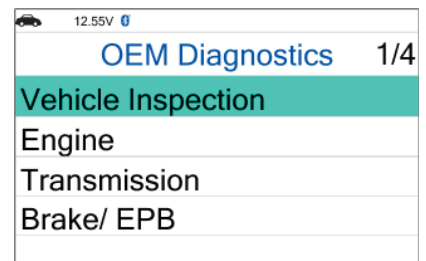 12.55V
OEM Diagnostics 1/4
Vehicle Inspection
Engine
Transmission
Brake/ EPB